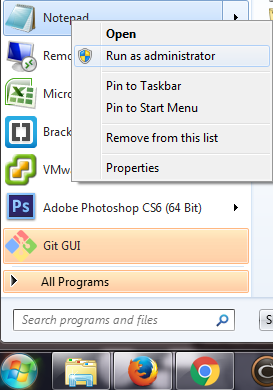 Notepad
Open
Run as administrator
Pin to Taskbar
Pin to Start Menu
Remove from this list
Properties
Remo
Micro
Brack
VMw
Adobe Photoshop CS6 (64 Bit)
Git GUI
All Programs
Search programs and files
S